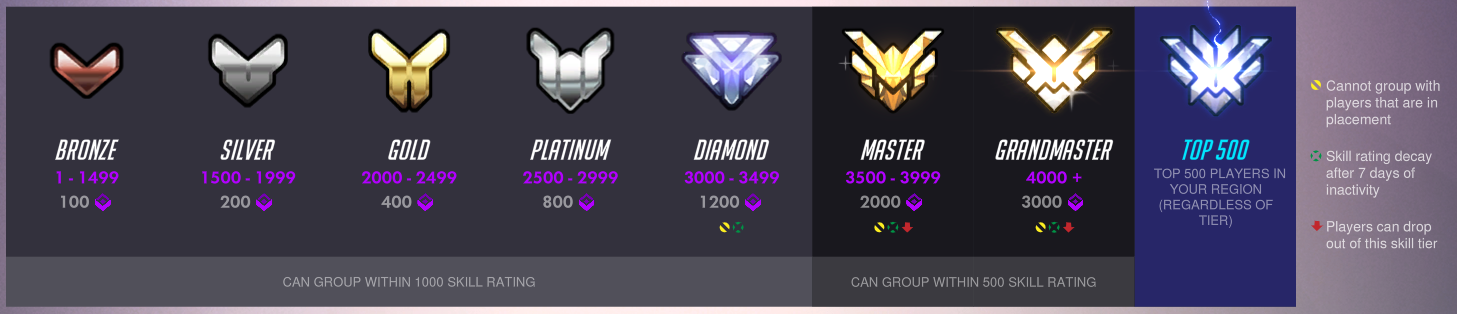 BRONZE
1 - 1499
100
SILVER
1500 - 1999
200
GOLD
2000 - 2499
400
PLATINUM
2500 - 2999
800
DIAMOND
3000 - 3499
1200
MASTER
3500 - 3999
2000
GRANDMASTER
4000 +
3000
TOP 500
TOP 500 PLAYERS IN
YOUR REGION
(REGARDLESS OF
TIER)
CAN GROUP WITHIN 1000 SKILL RATING
CAN GROUP WITHIN 500 SKILL RATING
Cannot group with
players that are in
placement
Skill rating decay
after 7 days of
inactivity
Players can drop
out of this skill tier